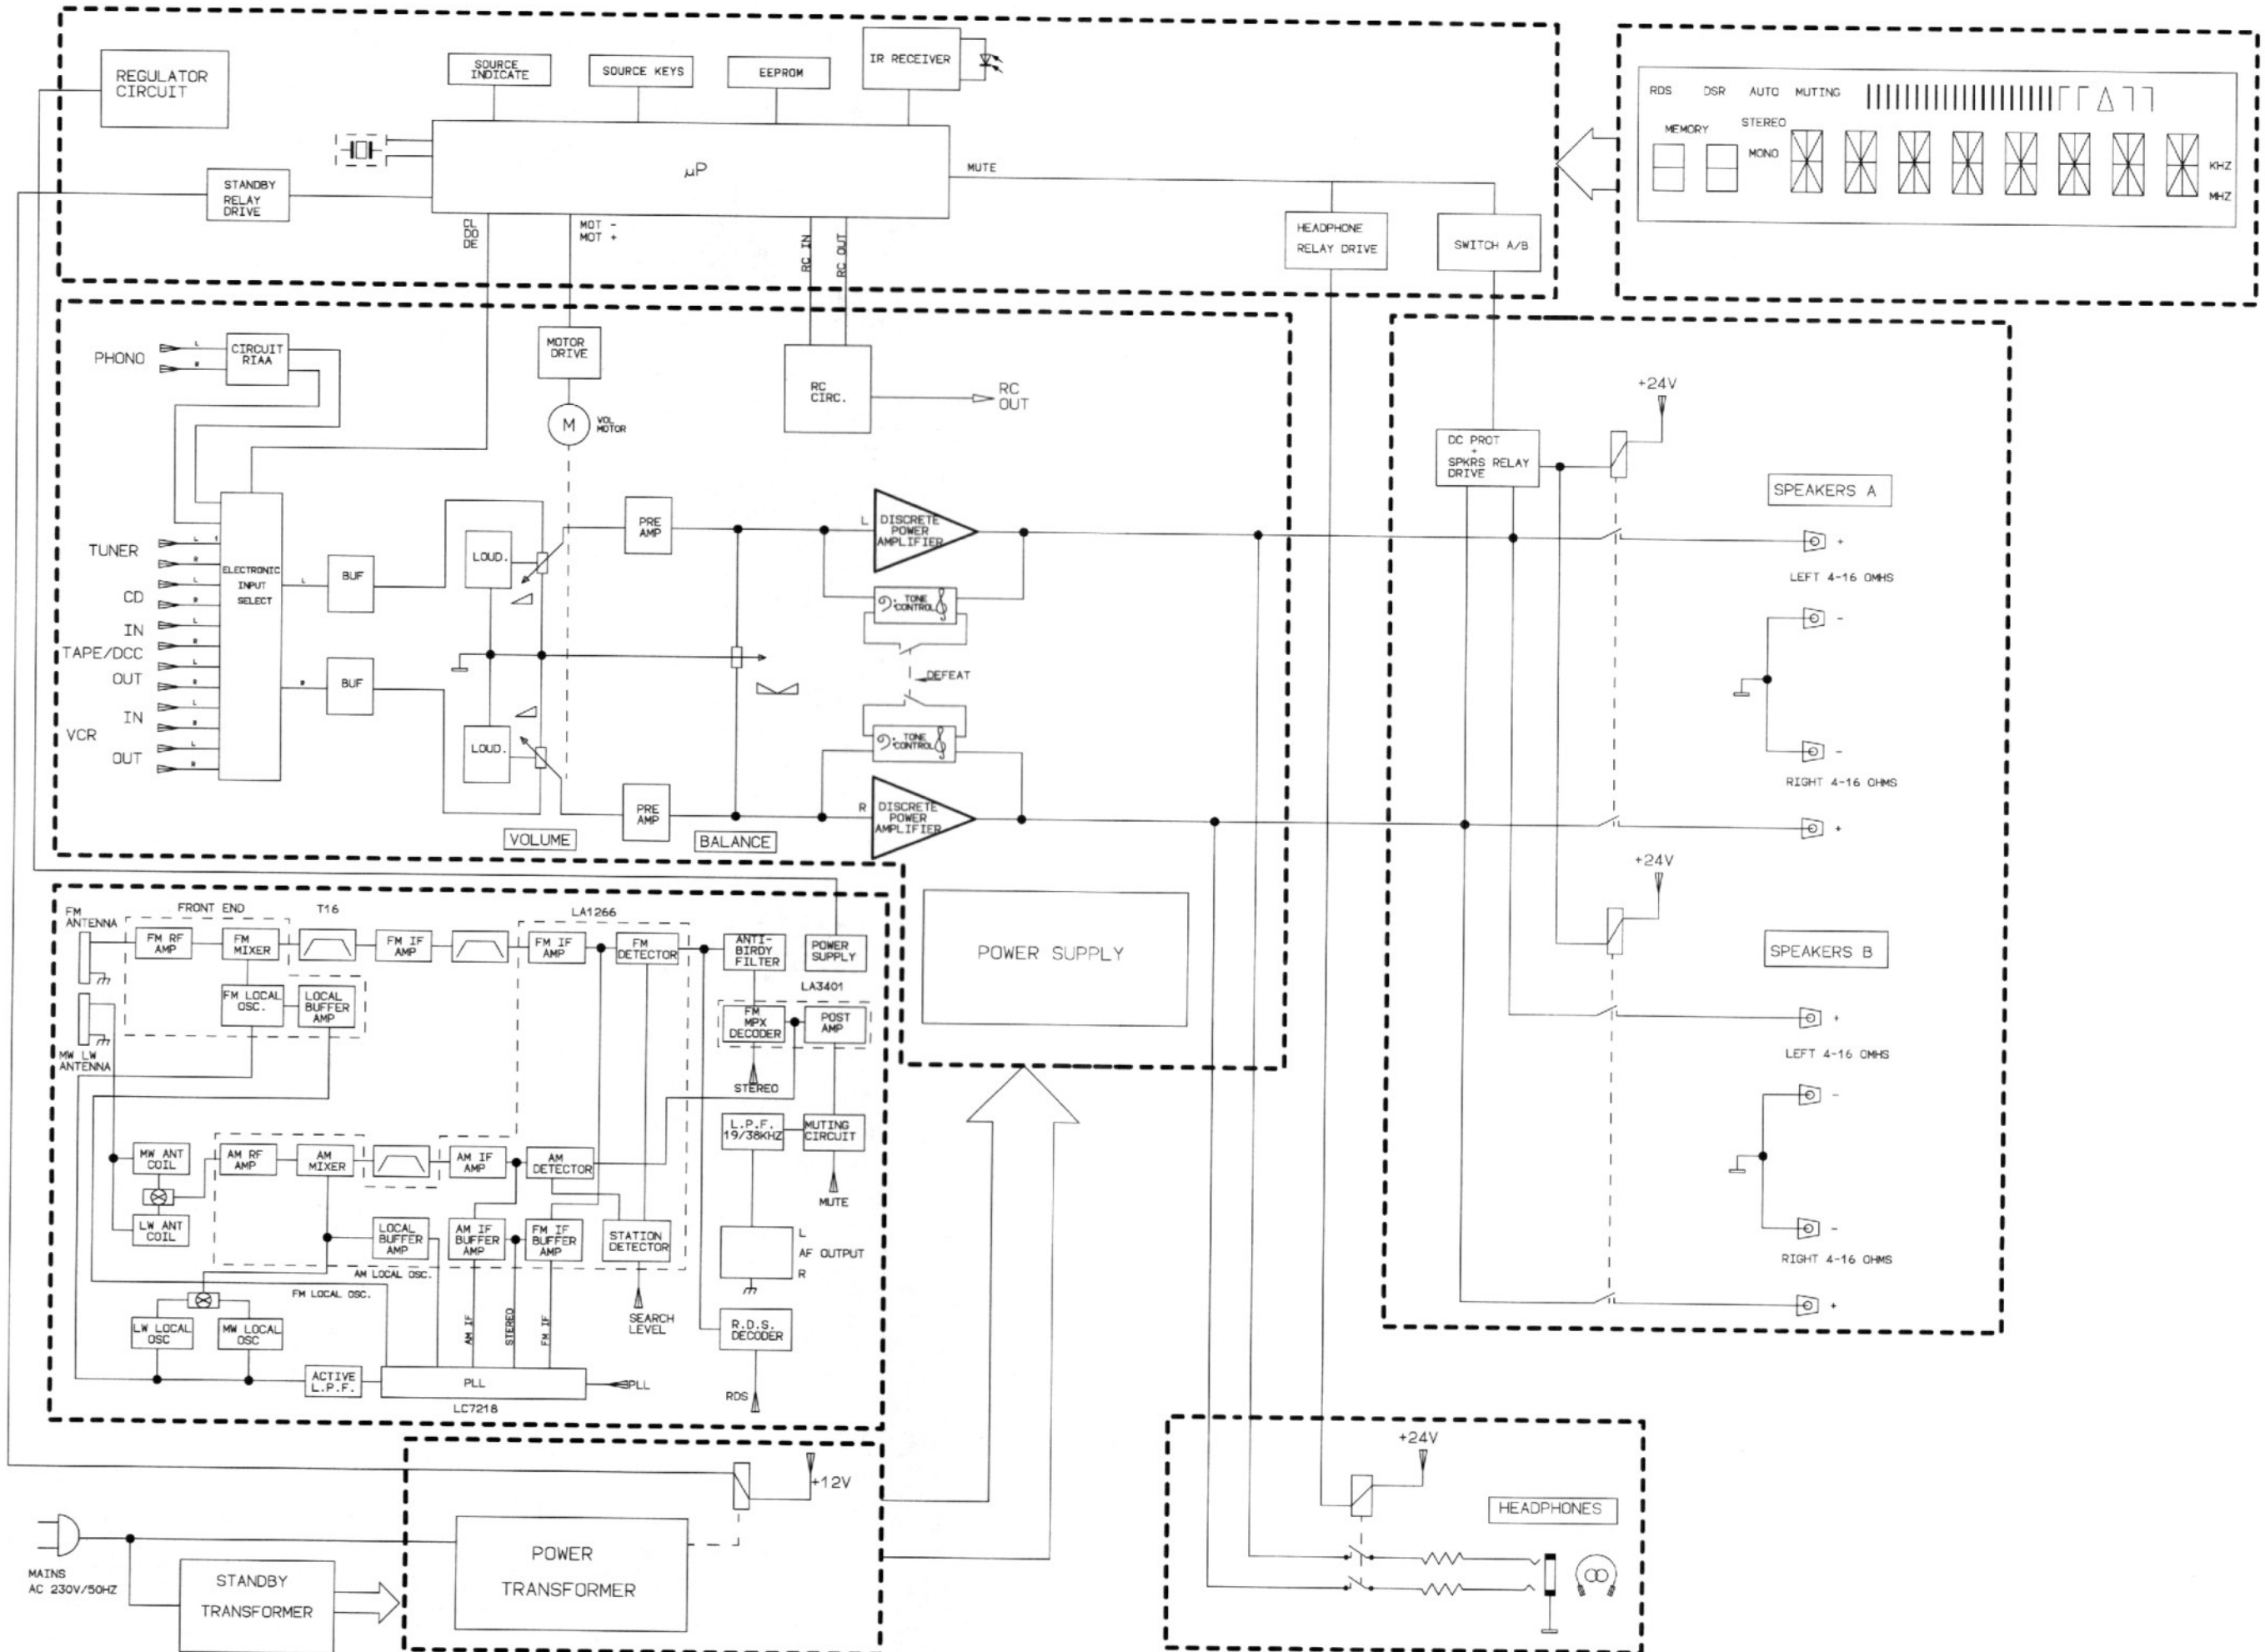 REGULATOR
CIRCUIT
SOURCE
INDICATE
SOURCE KEYS
EEPROM
IR RECEIVER
µP
MUTE
STANDBY
RELAY
DRIVE
CL
DO
DE
MOT -
MOT +
RC IN
RC OUT
HEADPHONE
RELAY DRIVE
SWITCH A/B
RDS
DSR
AUTO
MUTING
MEMORY
STEREO
MONO
KHZ
MHZ
PHONO
L
R
CIRCUIT
RIAA
MOTOR
DRIVE
M
VOL
MOTOR
RC
CIRC.
RC
OUT
TUNER
L
1
R
CD
L
R
IN
L
R
TAPE/DCC
OUT
L
R
IN
L
R
VCR
OUT
L
R
ELECTRONIC
INPUT
SELECT
L
BUF
R
BUF
LOUD.
LOUD.
PRE
AMP
PRE
AMP
VOLUME
BALANCE
L
DISCRETE
POWER
AMPLIFIER
TONE
CONTROL
DEFEAT
TONE
CONTROL
R
DISCRETE
POWER
AMPLIFIER
POWER SUPPLY
+24V
DC PROT
+
SPKRS RELAY
DRIVE
SPEAKERS A
+
LEFT 4-16 OMHS
-
-
RIGHT 4-16 OHMS
+
+24V
SPEAKERS B
+
LEFT 4-16 OMHS
-
-
RIGHT 4-16 OHMS
+
FM
ANTENNA
FRONT END
T16
LA1266
FM RF
AMP
FM
MIXER
FM IF
AMP
FM IF
AMP
FM
DETECTOR
ANTI-
BIRDY
FILTER
POWER
SUPPLY
LA3401
FM LOCAL
OSC.
LOCAL
BUFFER
AMP
FM
MPX
DECODER
POST
AMP
MW LW
ANTENNA
STEREO
L.P.F.
19/38KHZ
MUTING
CIRCUIT
MUTE
MW ANT
COIL
AM RF
AMP
AM
MIXER
AM IF
AMP
AM
DETECTOR
LW ANT
COIL
LOCAL
BUFFER
AMP
AM IF
BUFFER
AMP
FM IF
BUFFER
AMP
STATION
DETECTOR
L
AF OUTPUT
R
AM LOCAL OSC.
FM LOCAL OSC.
LW LOCAL
OSC
MW LOCAL
OSC
AM IF
STEREO
FM IF
SEARCH
LEVEL
R.D.S.
DECODER
ACTIVE
L.P.F.
PLL
PLL
LC7218
RDS
+12V
MAINS
AC 230V/50HZ
STANDBY
TRANSFORMER
POWER
TRANSFORMER
+24V
HEADPHONES